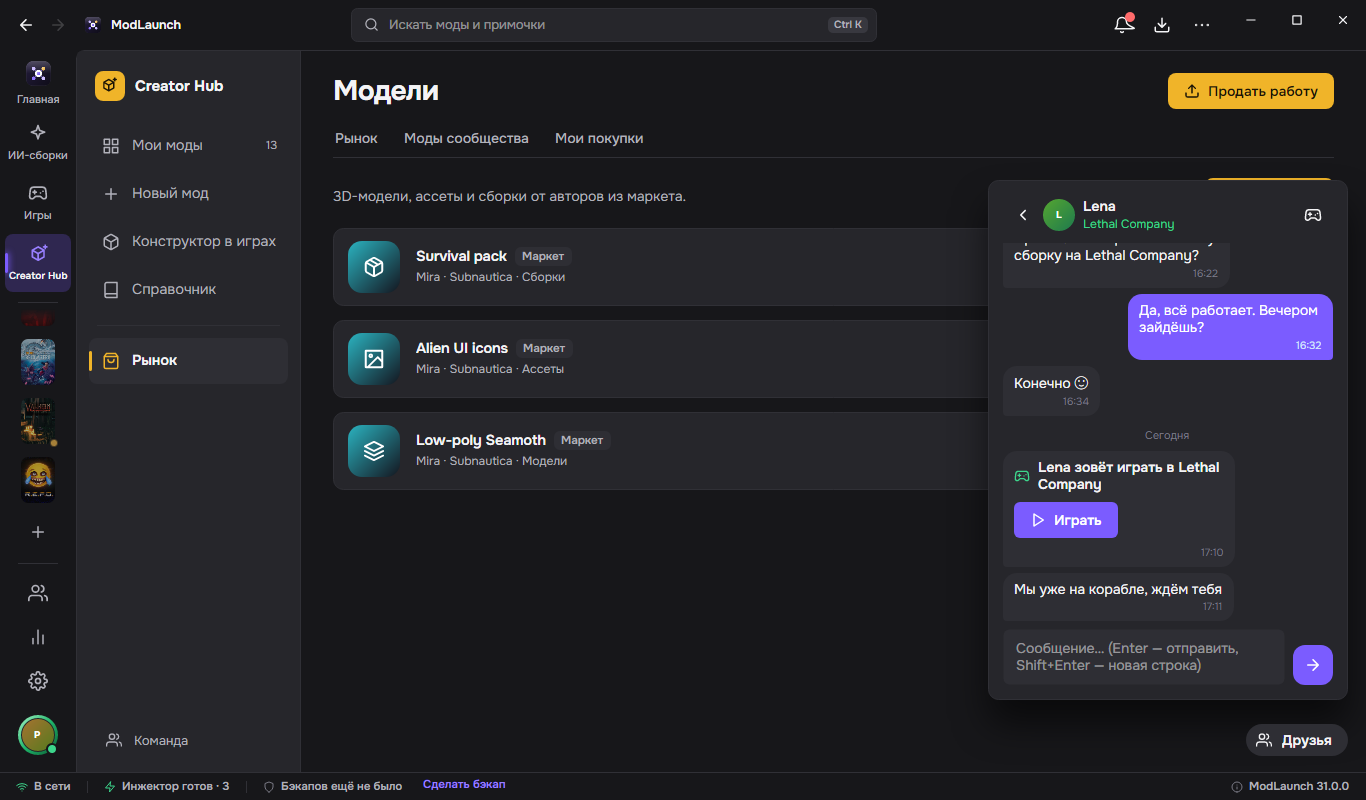 ModLaunch
Искать моды и примочки
Ctrl K
Главная
ИИ-сборки
Игры
Creator Hub
Creator Hub
Мои моды
13
Новый мод
Конструктор в играх
Справочник
Рынок
Команда
Модели
Продать работу
Рынок
Моды сообщества
Мои покупки
3D-модели, ассеты и сборки от авторов из маркета.
Survival pack
Маркет
Mira · Subnautica · Сборки
Alien UI icons
Маркет
Mira · Subnautica · Ассеты
Low-poly Seamoth
Маркет
Mira · Subnautica · Модели
L
Lena
Lethal Company
сборку на Lethal Company?
16:22
Да, всё работает. Вечером
зайдёшь?
16:32
Конечно
16:34
Сегодня
Lena зовёт играть в Lethal
Company
Играть
17:10
Мы уже на корабле, ждём тебя
17:11
Сообщение... (Enter — отправить,
Shift+Enter — новая строка)
Друзья
P
В сети
Инжектор готов · 3
Бэкапов ещё не было
Сделать бэкап
ModLaunch 31.0.0